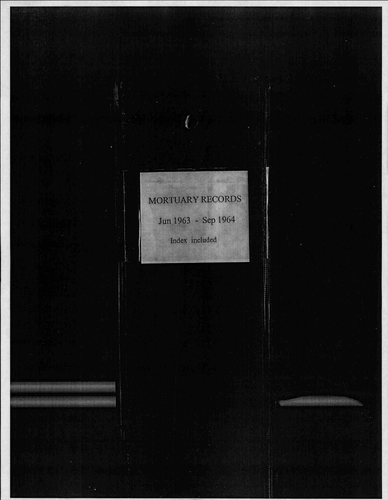 MORTUARY RECORDS
Jun 1963 - Sep 1964
Index included